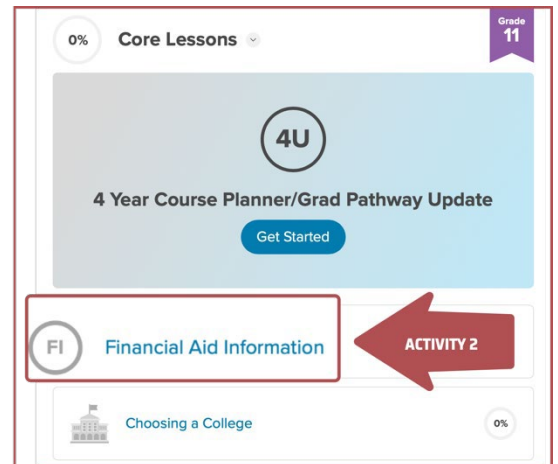 0% Core Lessons
Grade
11
4U
4 Year Course Planner/Grad Pathway Update
Get Started
FI Financial Aid Information
ACTIVITY 2
Choosing a College 0%